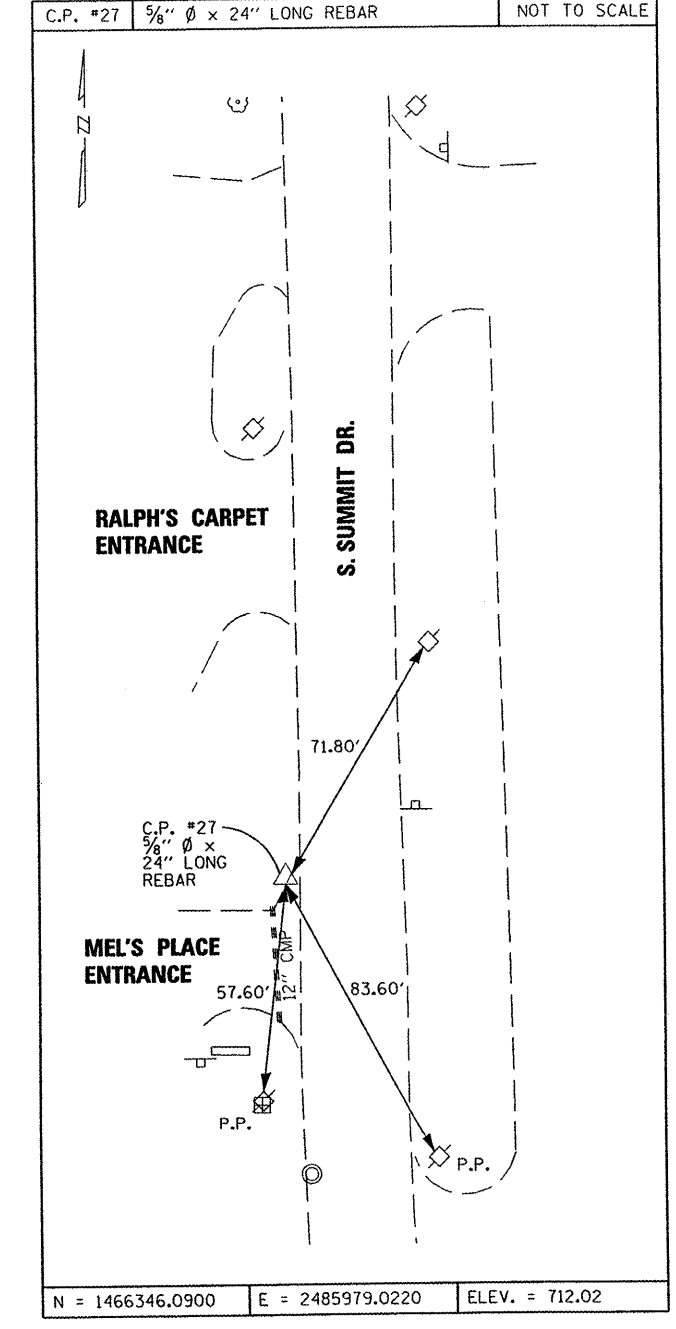 C.P. #27 5/8" Ø x 24" LONG REBAR NOT TO SCALE
N
S. SUMMIT DR.
RALPH'S CARPET
ENTRANCE
71.80'
C.P. #27
5/8" Ø x
24" LONG
REBAR
MEL'S PLACE
ENTRANCE
12" CMP
57.60'
83.60'
P.P.
P.P.
N = 1466346.0900 E = 2485979.0220 ELEV. = 712.02